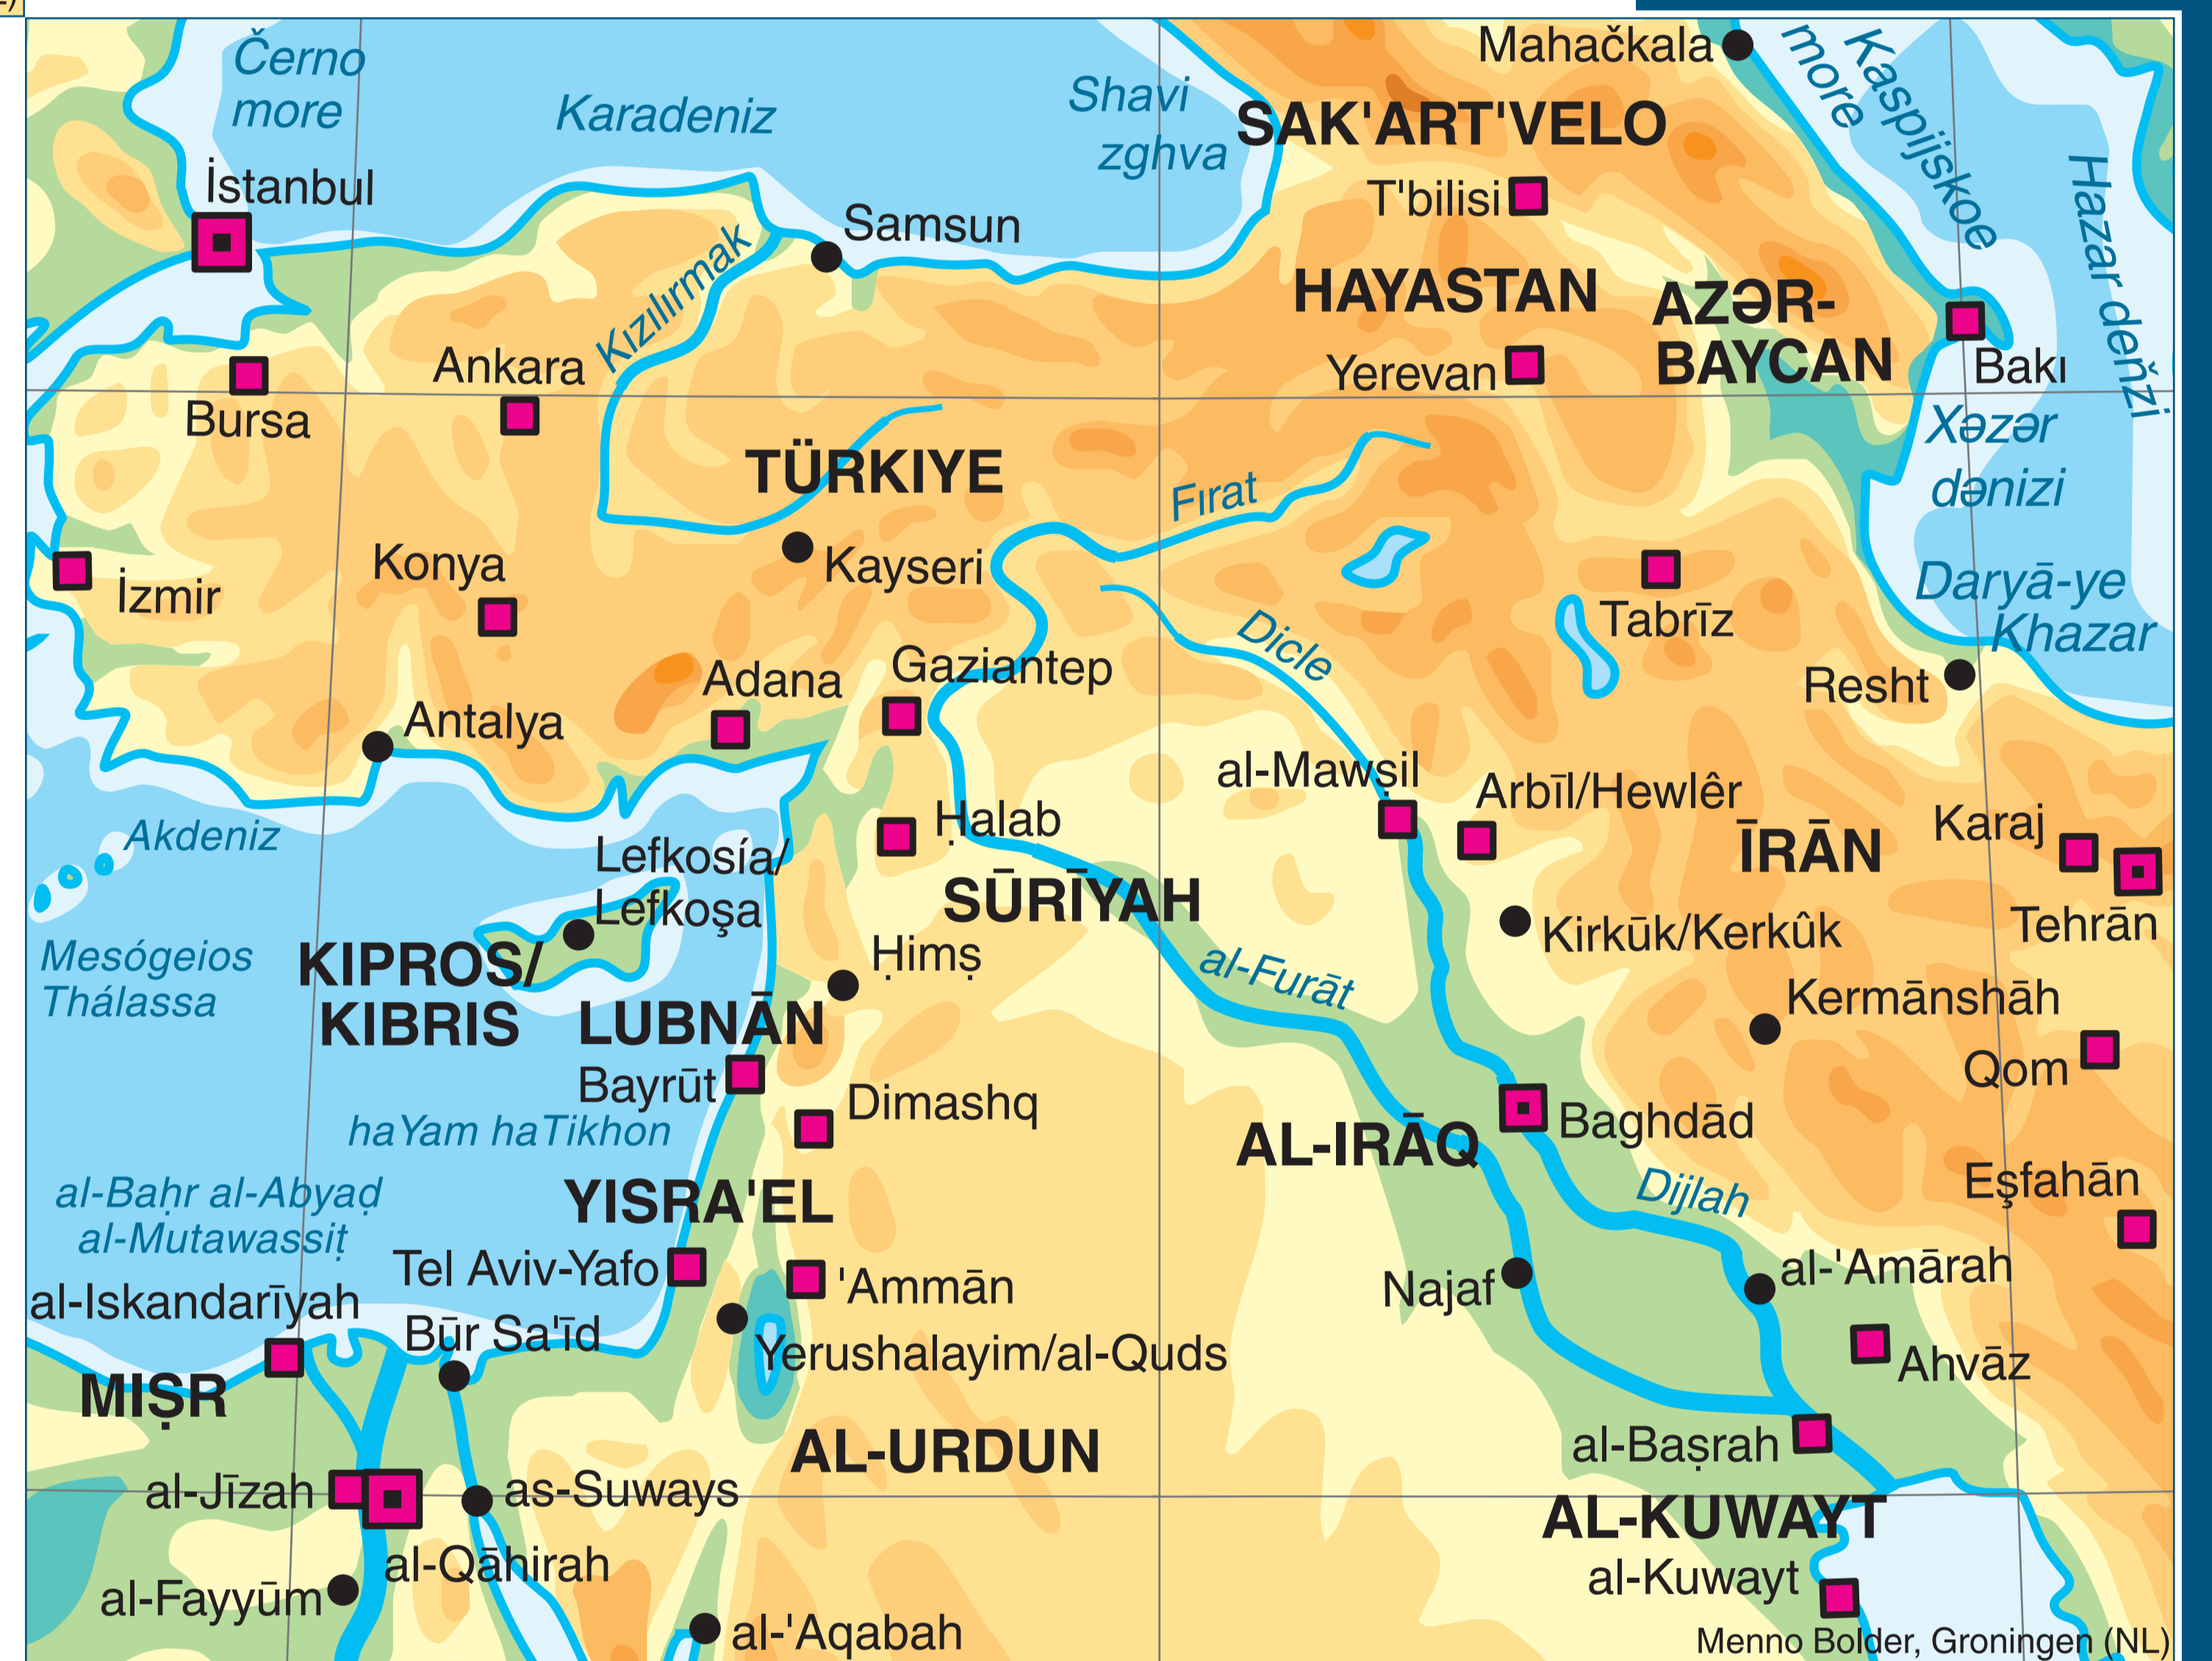 Mahačkala
Černo
more
Karadeniz
Shavi
zghva
SAK'ART'VELO
Kaspijskoe
more
Hazar deňzi
İstanbul
T'bilisi
Samsun
Kızılırmak
HAYASTAN
AZƏR-
BAYCAN
Bakı
Yerevan
Ankara
Bursa
Xəzər
dənizi
TÜRKIYE
Fırat
Kayseri
Konya
İzmir
Tabrīz
Daryā-ye
Khazar
Dicle
Gaziantep
Adana
Resht
Antalya
al-Mawṣil
Arbīl/Hewlêr
Ḥalab
Karaj
ĪRĀN
Akdeniz
Lefkosía/
Lefkoşa
SŪRĪYAH
Kirkūk/Kerkûk
Tehrān
Mesógeios
Thálassa
KIPROS/
KIBRIS
Ḥimṣ
al-Furāt
Kermānshāh
LUBNĀN
Bayrūt
Qom
Dimashq
haYam haTikhon
AL-IRĀQ
Baghdād
al-Baḥr al-Abyaḍ
al-Mutawassiṭ
YISRA'EL
Dijlah
Eşfahān
Tel Aviv-Yafo
'Ammān
Najaf
al-'Amārah
al-Iskandarīyah
Būr Sa'īd
Yerushalayim/al-Quds
Ahvāz
MIṢR
AL-URDUN
al-Baṣrah
al-Jīzah
as-Suways
AL-KUWAYT
al-Qāhirah
al-Kuwayt
al-Fayyūm
al-'Aqabah
Menno Bolder, Groningen (NL)